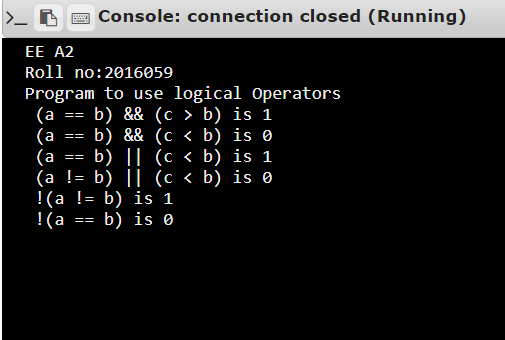 Console: connection closed (Running)
EE A2
Roll no:2016059
Program to use logical Operators
(a == b) && (c > b) is 1
(a == b) && (c < b) is 0
(a == b) || (c < b) is 1
(a != b) || (c < b) is 0
!(a != b) is 1
!(a == b) is 0